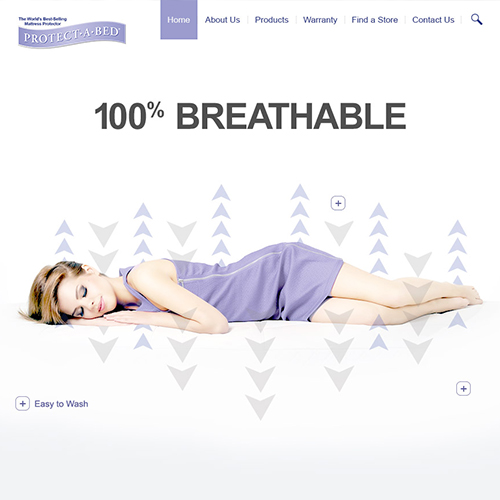 The World's Best-Selling
Mattress Protector
PROTECT·A·BED®
Home
About Us
Products
Warranty
Find a Store
Contact Us
100% BREATHABLE
Easy to Wash